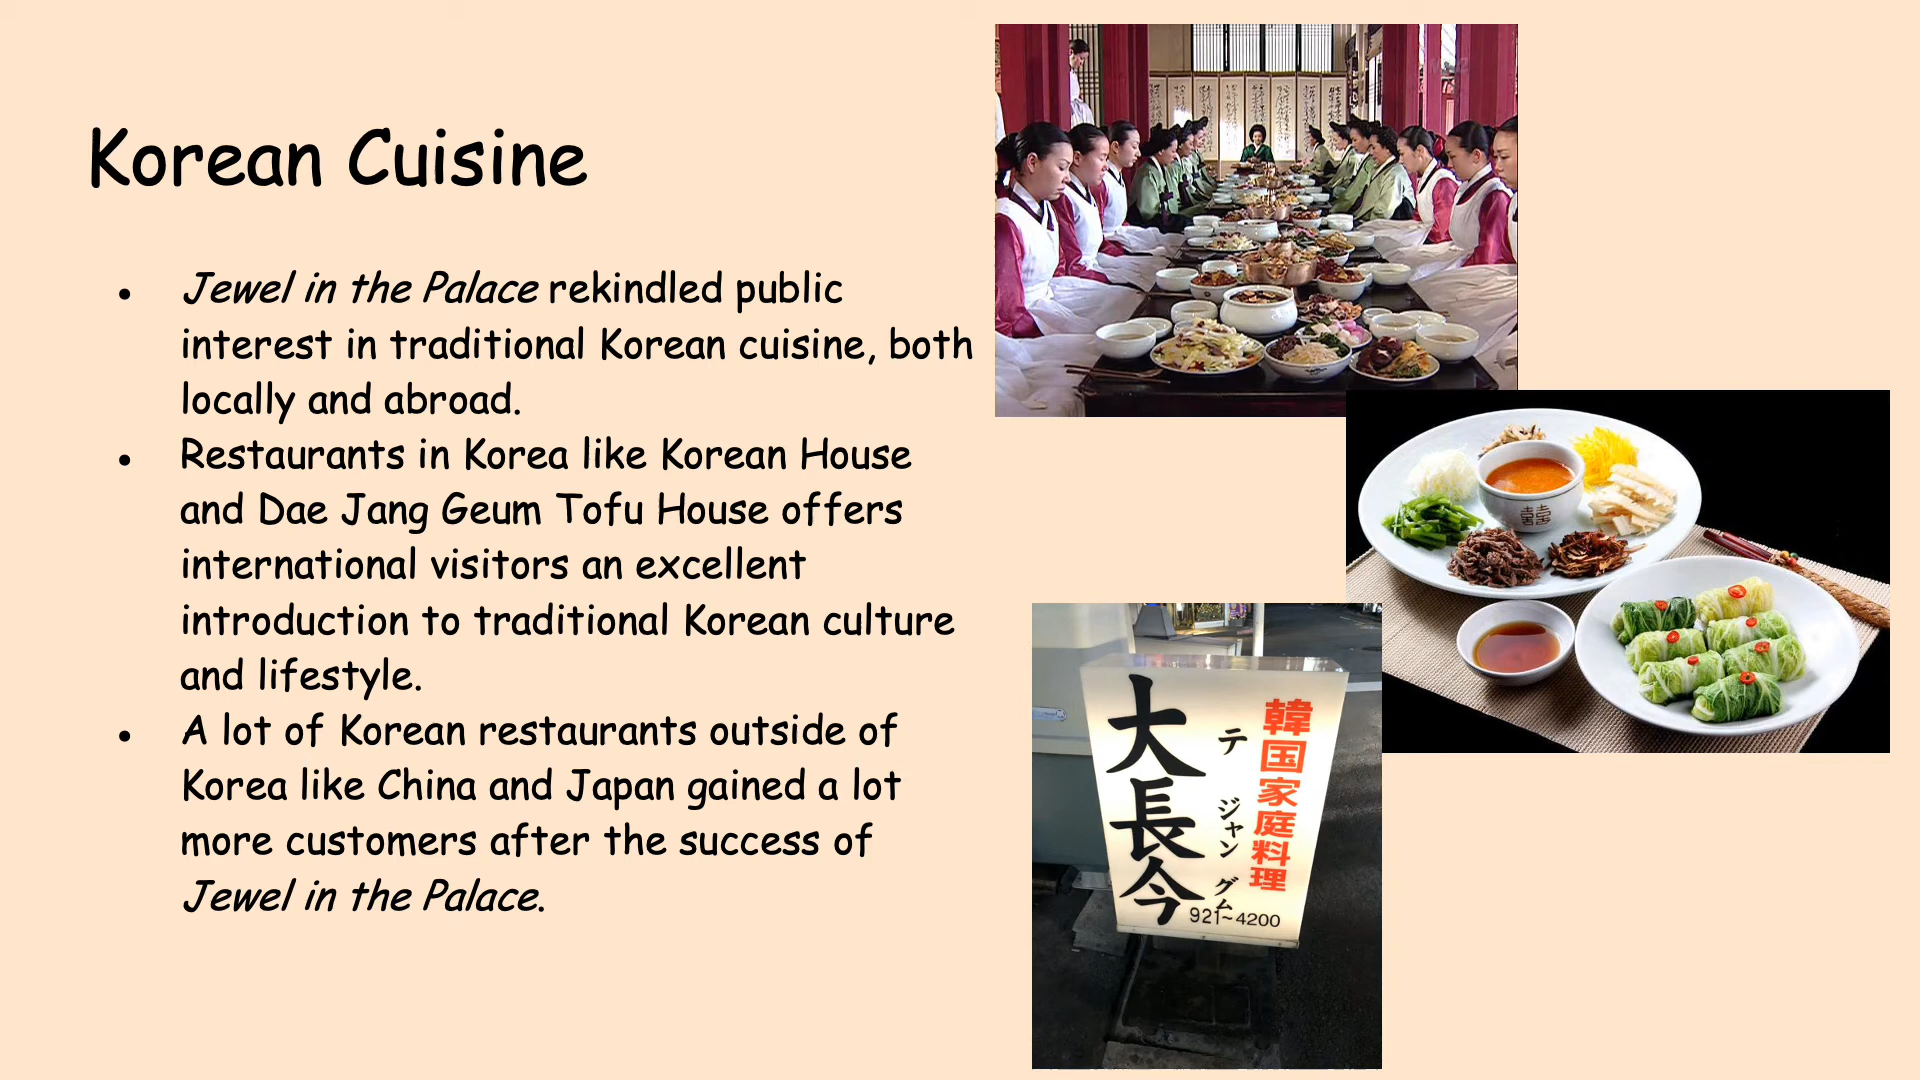 Korean Cuisine
● Jewel in the Palace rekindled public
interest in traditional Korean cuisine, both
locally and abroad.
● Restaurants in Korea like Korean House
and Dae Jang Geum Tofu House offers
international visitors an excellent
introduction to traditional Korean culture
and lifestyle.
● A lot of Korean restaurants outside of
Korea like China and Japan gained a lot
more customers after the success of
Jewel in the Palace.
囍
韓国家庭料理
テジャングム
大長今
921~4200